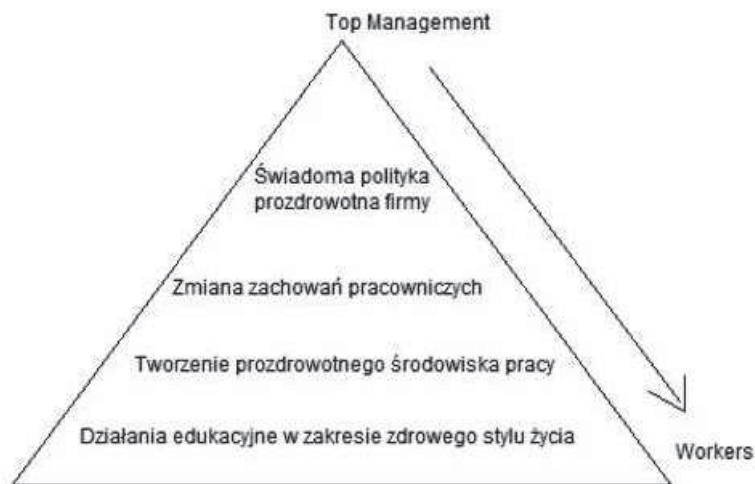 Top Management
Świadoma polityka
prozdrowotna firmy
Zmiana zachowań pracowniczych
Tworzenie prozdrowotnego środowiska pracy
Działania edukacyjne w zakresie zdrowego stylu życia
Workers